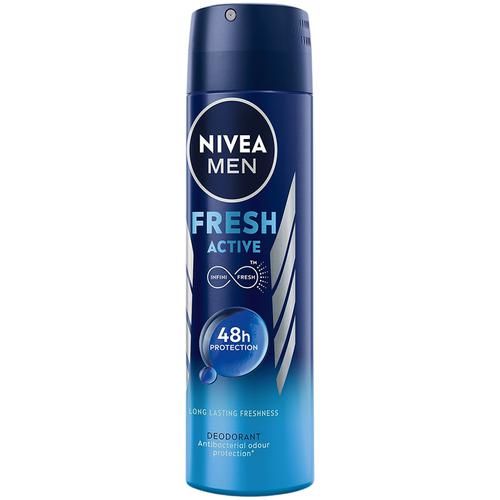 NIVEA
MEN
FRESH
ACTIVE
TM
INFINI FRESH
48h
PROTECTION
LONG LASTING FRESHNESS
DEODORANT
Antibacterial odour
protection*